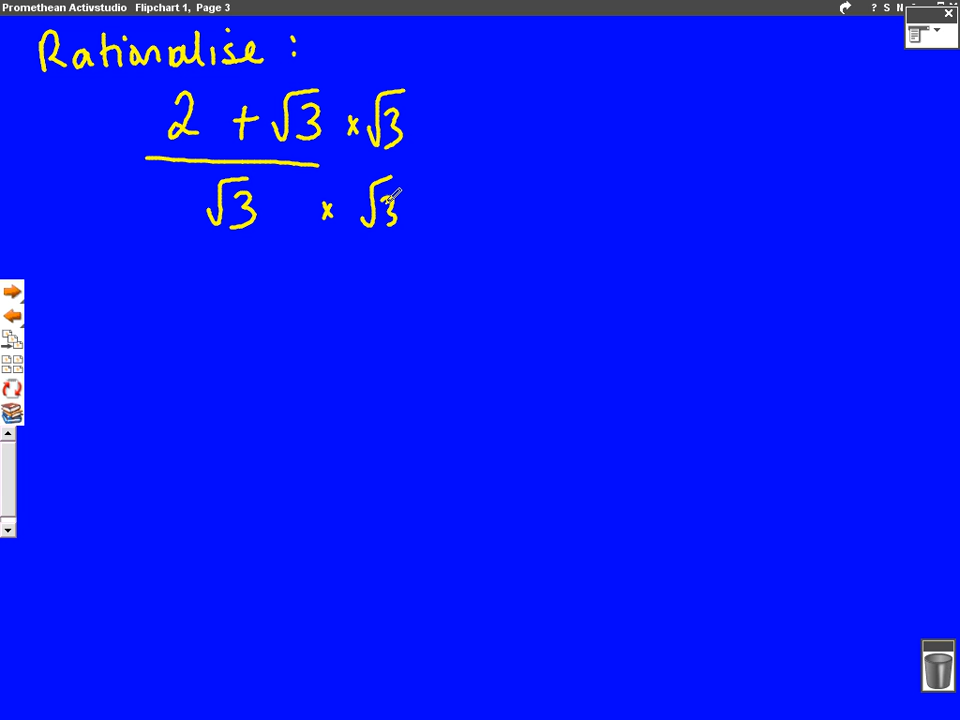 Promethean Activstudio Flipchart 1, Page 3 ? S N
Rationalise :
2 + √3 × √3
√3 × √3